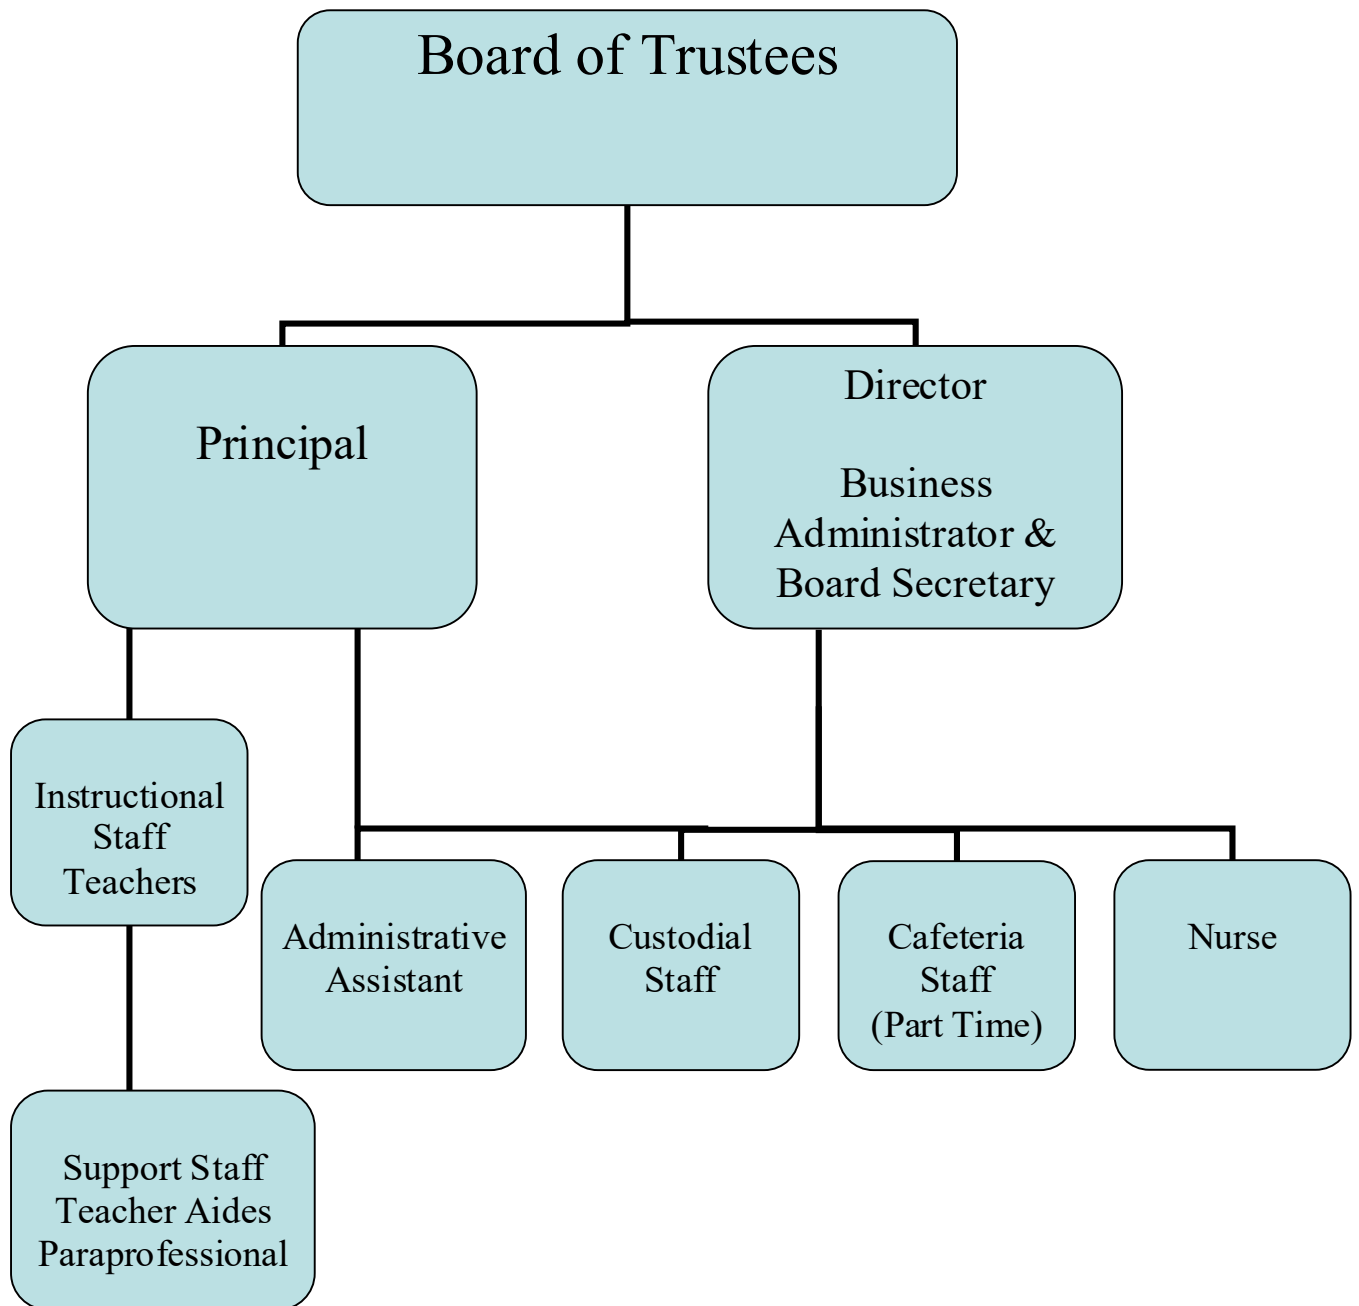 Board of Trustees
Principal
Director
Business
Administrator &
Board Secretary
Instructional
Staff
Teachers
Administrative
Assistant
Custodial
Staff
Cafeteria
Staff
(Part Time)
Nurse
Support Staff
Teacher Aides
Paraprofessional